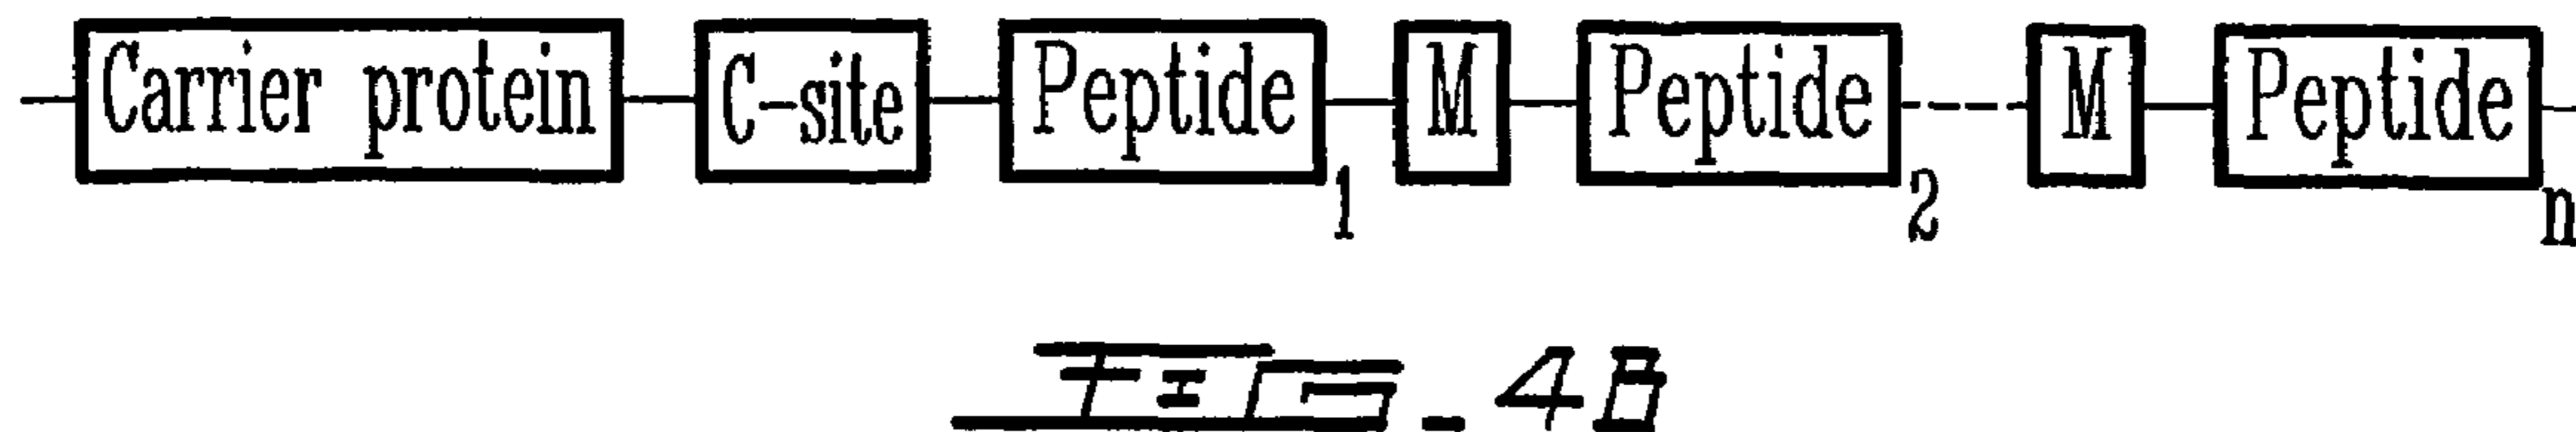 Carrier protein C-site Peptide M Peptide M Peptide
1 2 n
FIG. 4B